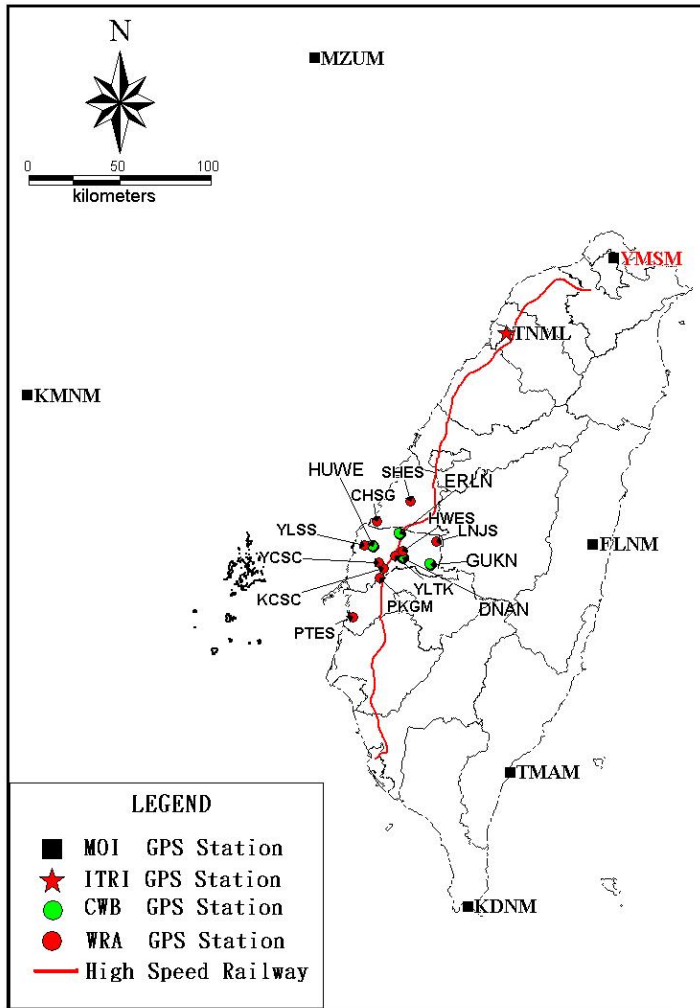 N
MZUM
0 50 100
kilometers
YMSM
TNML
KMNM
HUWE
SHES
ERLN
CHSG
HWES
LNJS
YLSS
FLNM
YCSC
GUKN
KCSC
YLTK
PKGM
DNAN
PTES
TMAM
LEGEND
MOI GPS Station
ITRI GPS Station
CWB GPS Station
WRA GPS Station
High Speed Railway
KDNM